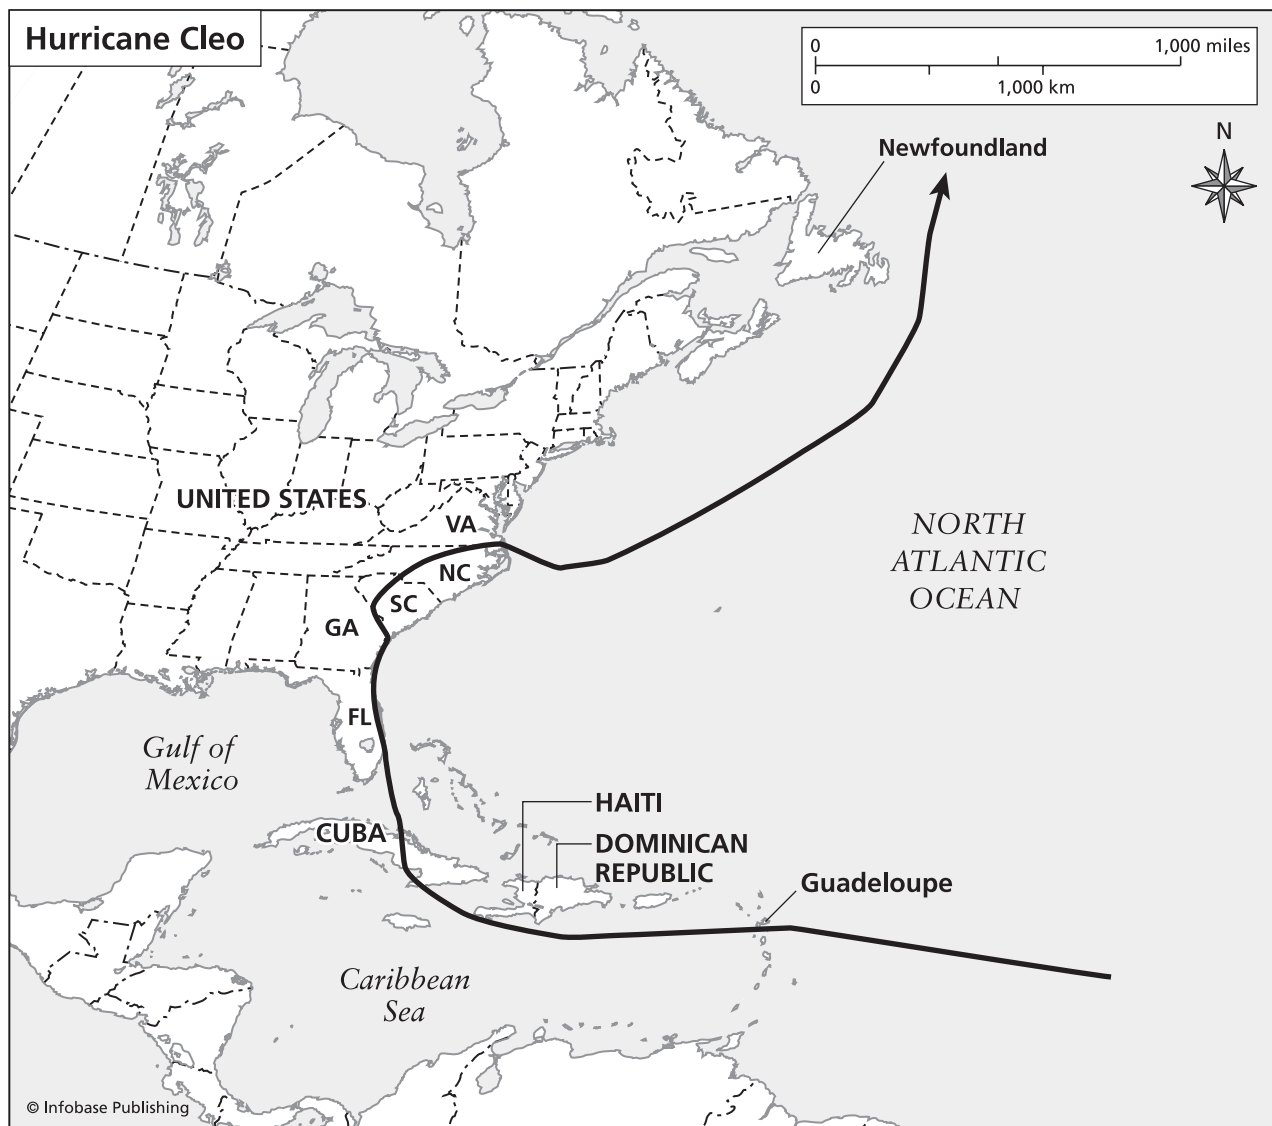 Hurricane Cleo
0 1,000 miles
0 1,000 km
N
Newfoundland
UNITED STATES
VA
NC
SC
GA
FL
NORTH
ATLANTIC
OCEAN
Gulf of
Mexico
CUBA
HAITI
DOMINICAN
REPUBLIC
Guadeloupe
Caribbean
Sea
© Infobase Publishing